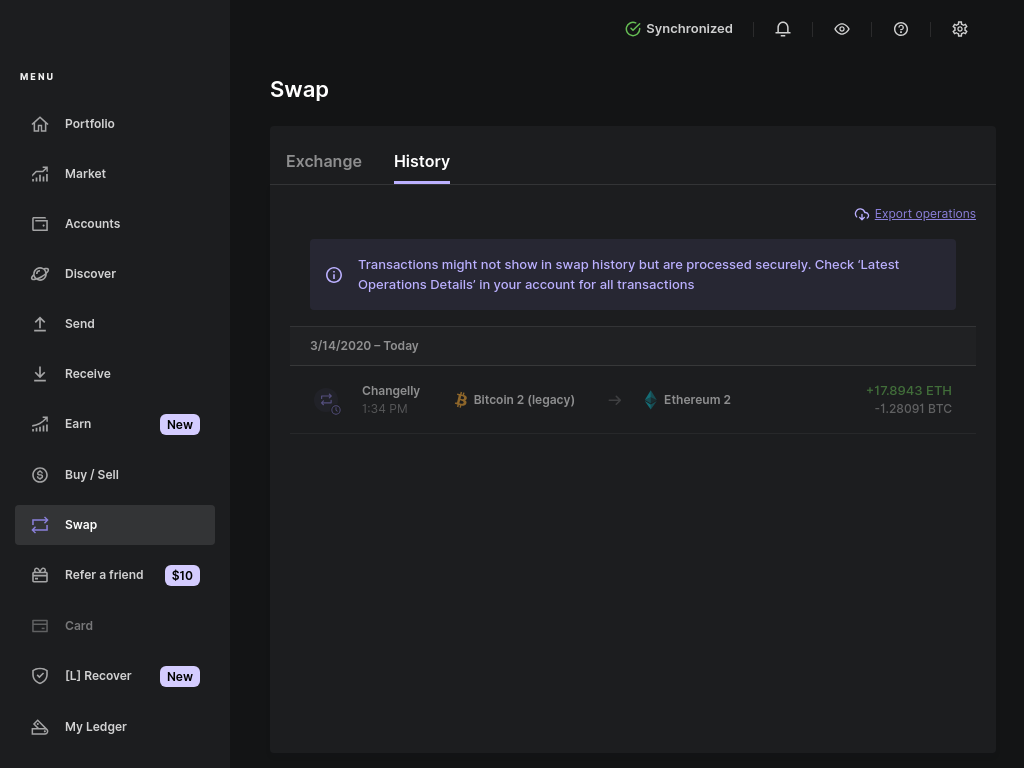 Synchronized
MENU
Portfolio
Market
Accounts
Discover
Send
Receive
Earn New
Buy / Sell
Swap
Refer a friend $10
Card
[L] Recover New
My Ledger
Swap
Exchange History
Export operations
Transactions might not show in swap history but are processed securely. Check ‘Latest
Operations Details’ in your account for all transactions
3/14/2020 – Today
Changelly
1:34 PM
Bitcoin 2 (legacy) → Ethereum 2
+17.8943 ETH
-1.28091 BTC